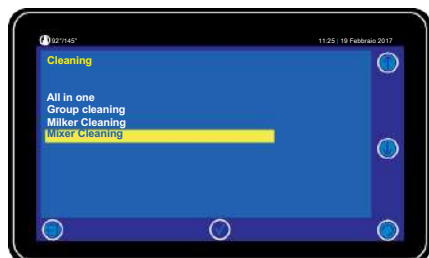 92°/145°
11:25 | 19 Febbraio 2017
Cleaning
All in one
Group cleaning
Milker Cleaning
Mixer Cleaning